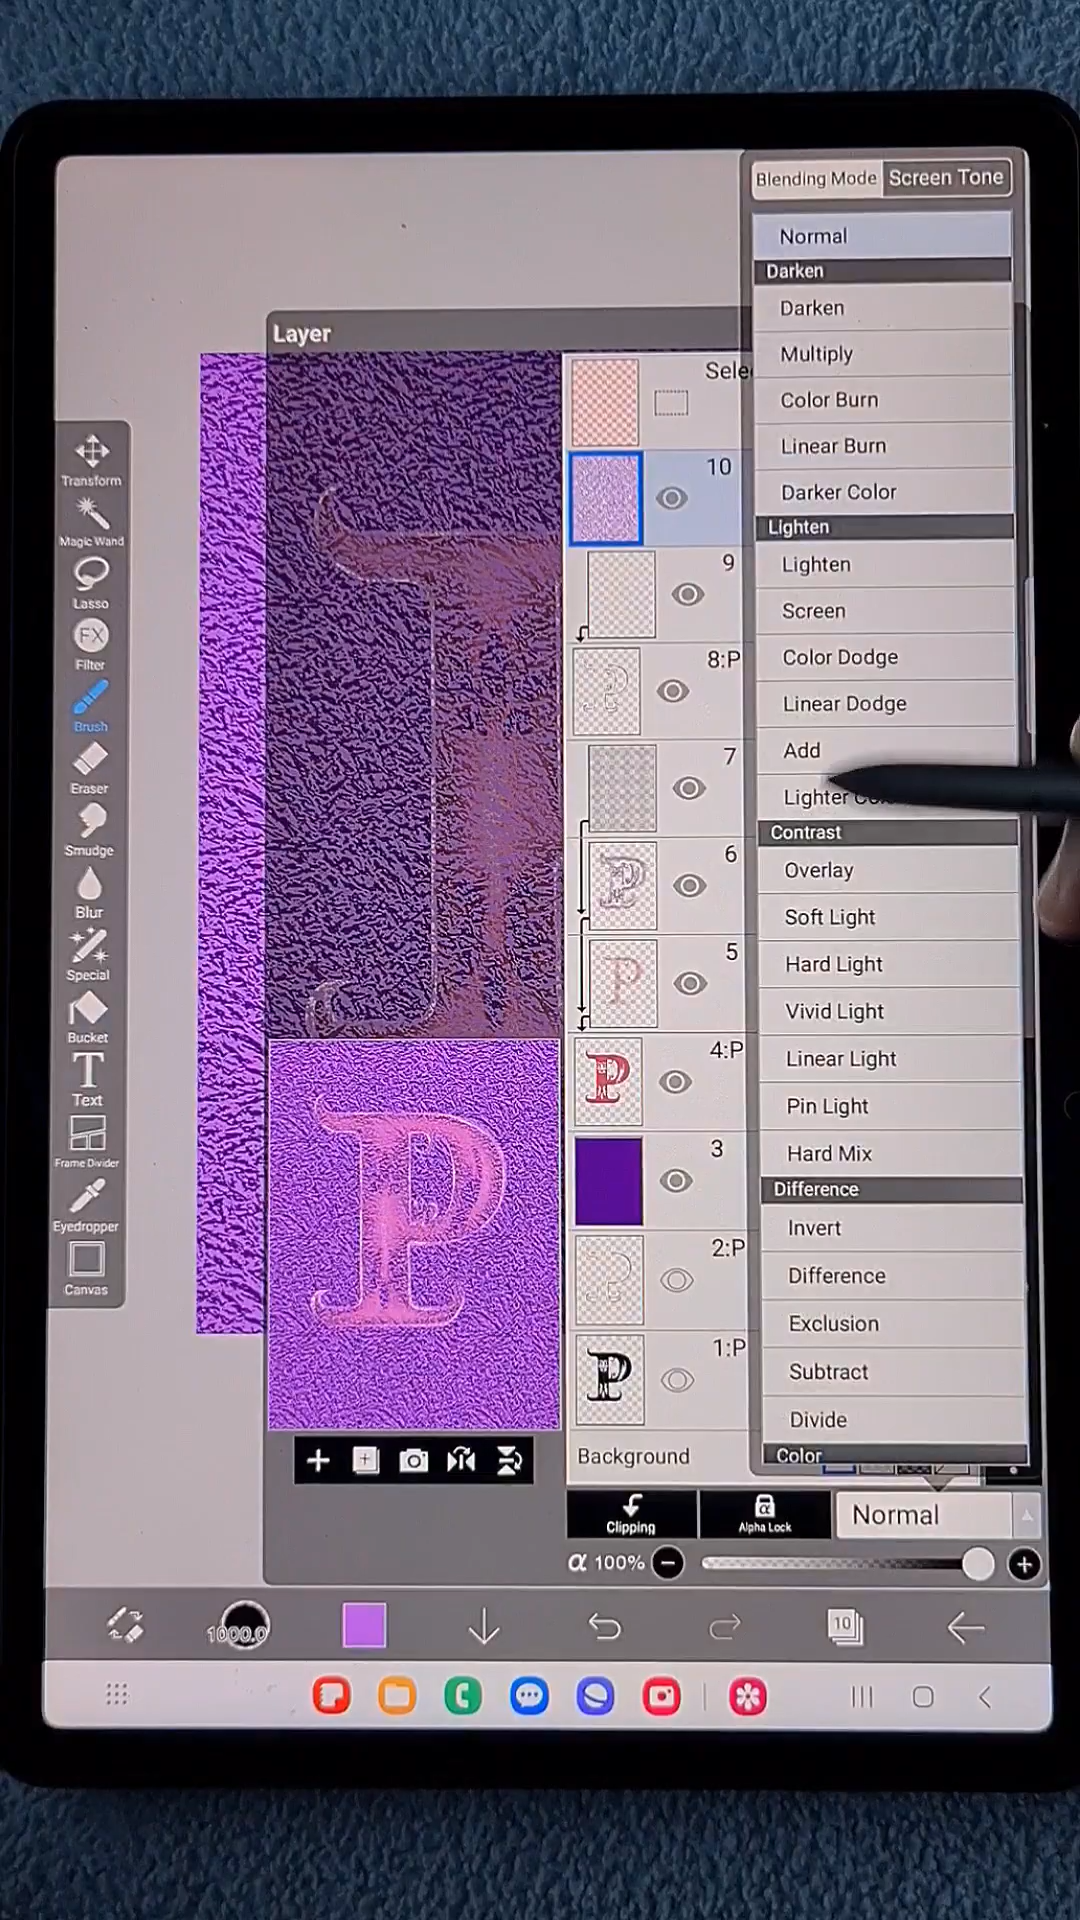 Blending Mode
Screen Tone
Normal
Darken
Darken
Multiply
Color Burn
Linear Burn
Darker Color
Lighten
Lighten
Screen
Color Dodge
Linear Dodge
Add
Lighter
Contrast
Overlay
Soft Light
Hard Light
Vivid Light
Linear Light
Pin Light
Hard Mix
Difference
Invert
Difference
Exclusion
Subtract
Divide
Color
Layer
Sele
10
9
8:P
7
6
5
4:P
3
2:P
1:P
Background
P
P
P
P
P
Transform
Magic Wand
Lasso
FX
Filter
Brush
Eraser
Smudge
Blur
Special
Bucket
T
Text
Frame Divider
Eyedropper
Canvas
Clipping
α
Alpha Lock
Normal
α 100%
1000.0
10